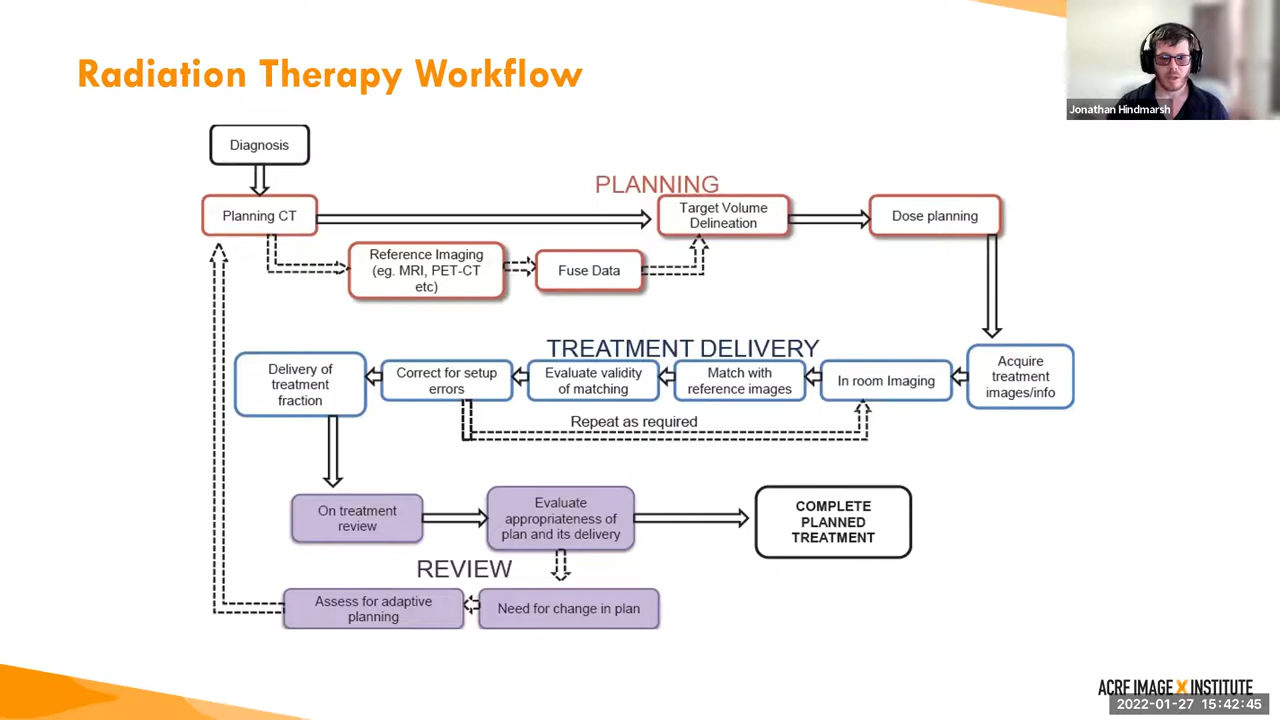 Radiation Therapy Workflow
Jonathan Hindmarsh
Diagnosis
PLANNING
Planning CT
Target Volume
Delineation
Dose planning
Reference Imaging
(eg. MRI, PET-CT
etc)
Fuse Data
TREATMENT DELIVERY
Acquire
treatment
images/info
In room Imaging
Match with
reference images
Evaluate validity
of matching
Correct for setup
errors
Delivery of
treatment
fraction
Repeat as required
On treatment
review
Evaluate
appropriateness of
plan and its delivery
COMPLETE
PLANNED
TREATMENT
REVIEW
Need for change in plan
Assess for adaptive
planning
ACRF IMAGE X INSTITUTE
2022-01-27 15:42:45